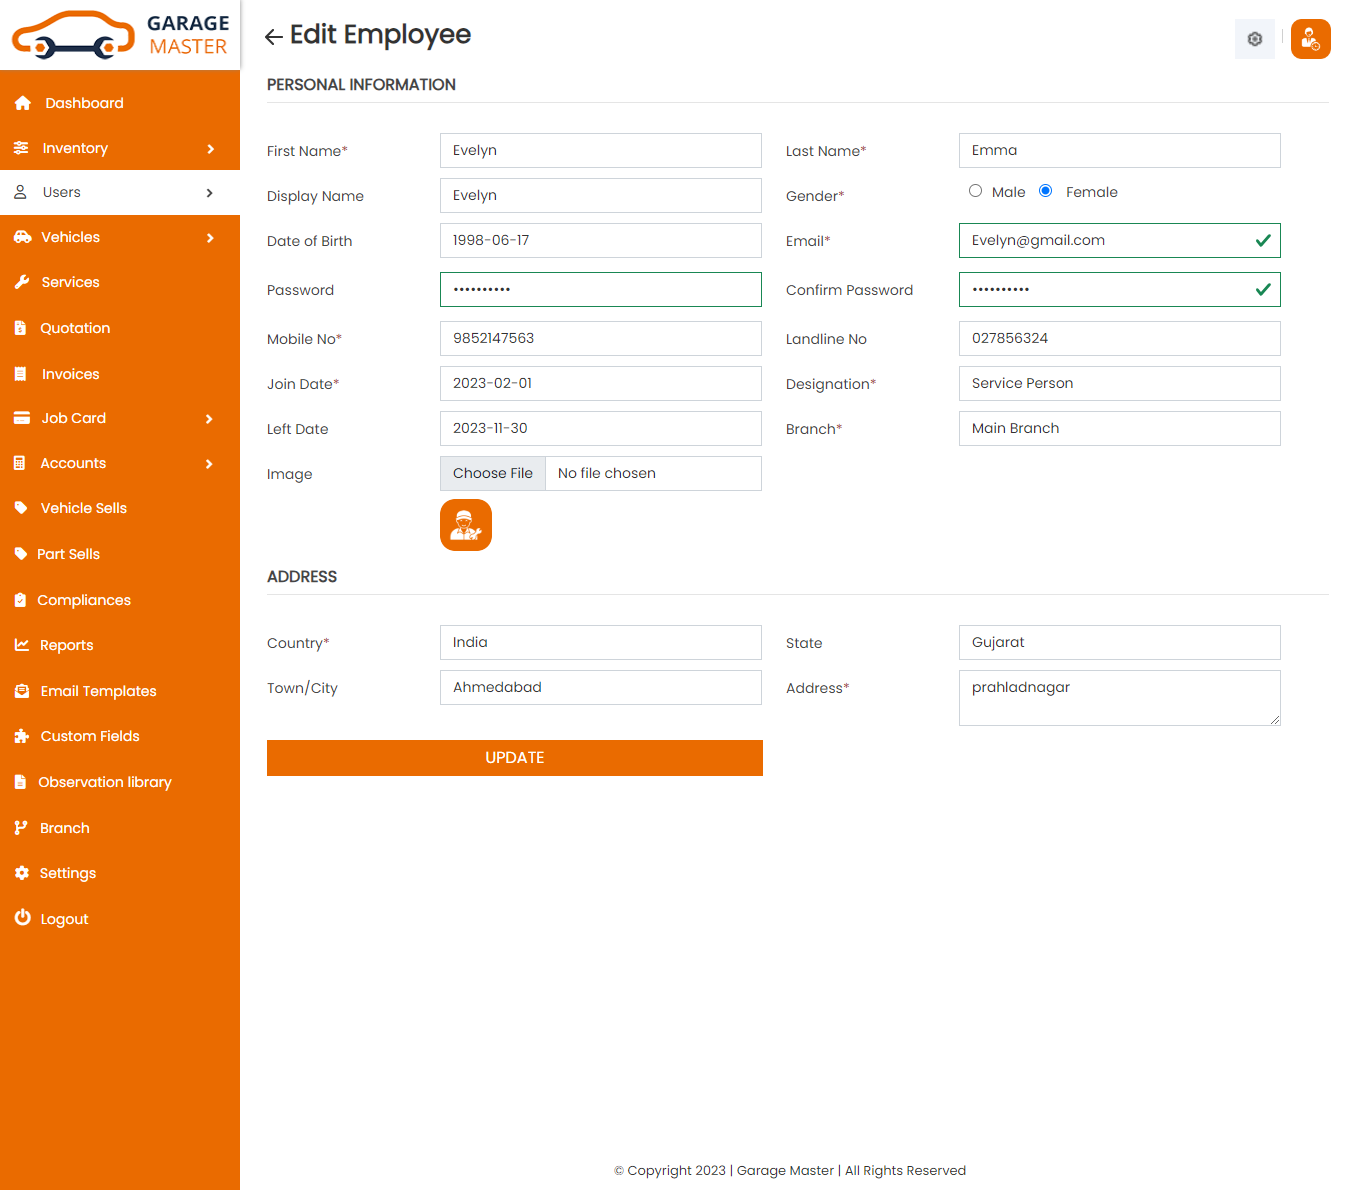 GARAGE
MASTER
Dashboard
Inventory
Users
Vehicles
Services
Quotation
Invoices
Job Card
Accounts
Vehicle Sells
Part Sells
Compliances
Reports
Email Templates
Custom Fields
Observation library
Branch
Settings
Logout
Edit Employee
PERSONAL INFORMATION
First Name* Evelyn Last Name* Emma
Display Name Evelyn Gender* Male Female
Date of Birth 1998-06-17 Email* Evelyn@gmail.com
Password •••••••••• Confirm Password ••••••••••
Mobile No* 9852147563 Landline No 027856324
Join Date* 2023-02-01 Designation* Service Person
Left Date 2023-11-30 Branch* Main Branch
Image Choose File No file chosen
ADDRESS
Country* India State Gujarat
Town/City Ahmedabad Address* prahladnagar
UPDATE
© Copyright 2023 | Garage Master | All Rights Reserved